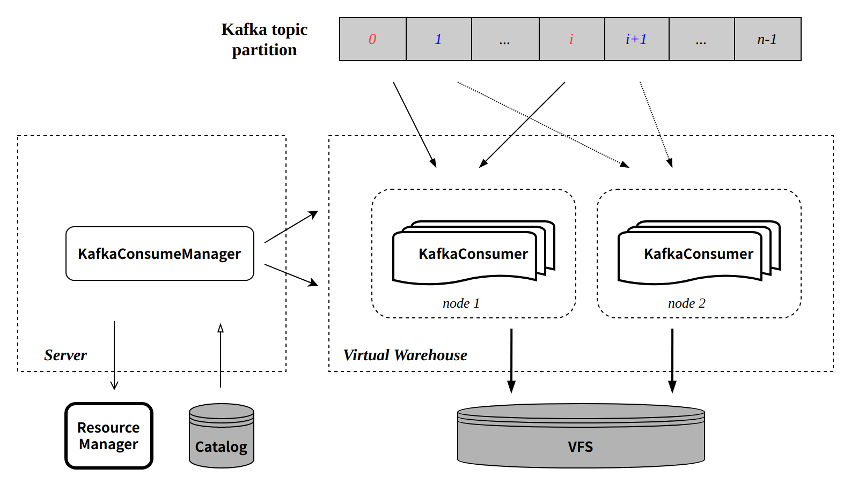 Kafka topic
partition
0 1 ... i i+1 ... n-1
KafkaConsumeManager
Server
KafkaConsumer
node 1
KafkaConsumer
node 2
Virtual Warehouse
Resource
Manager
Catalog
VFS